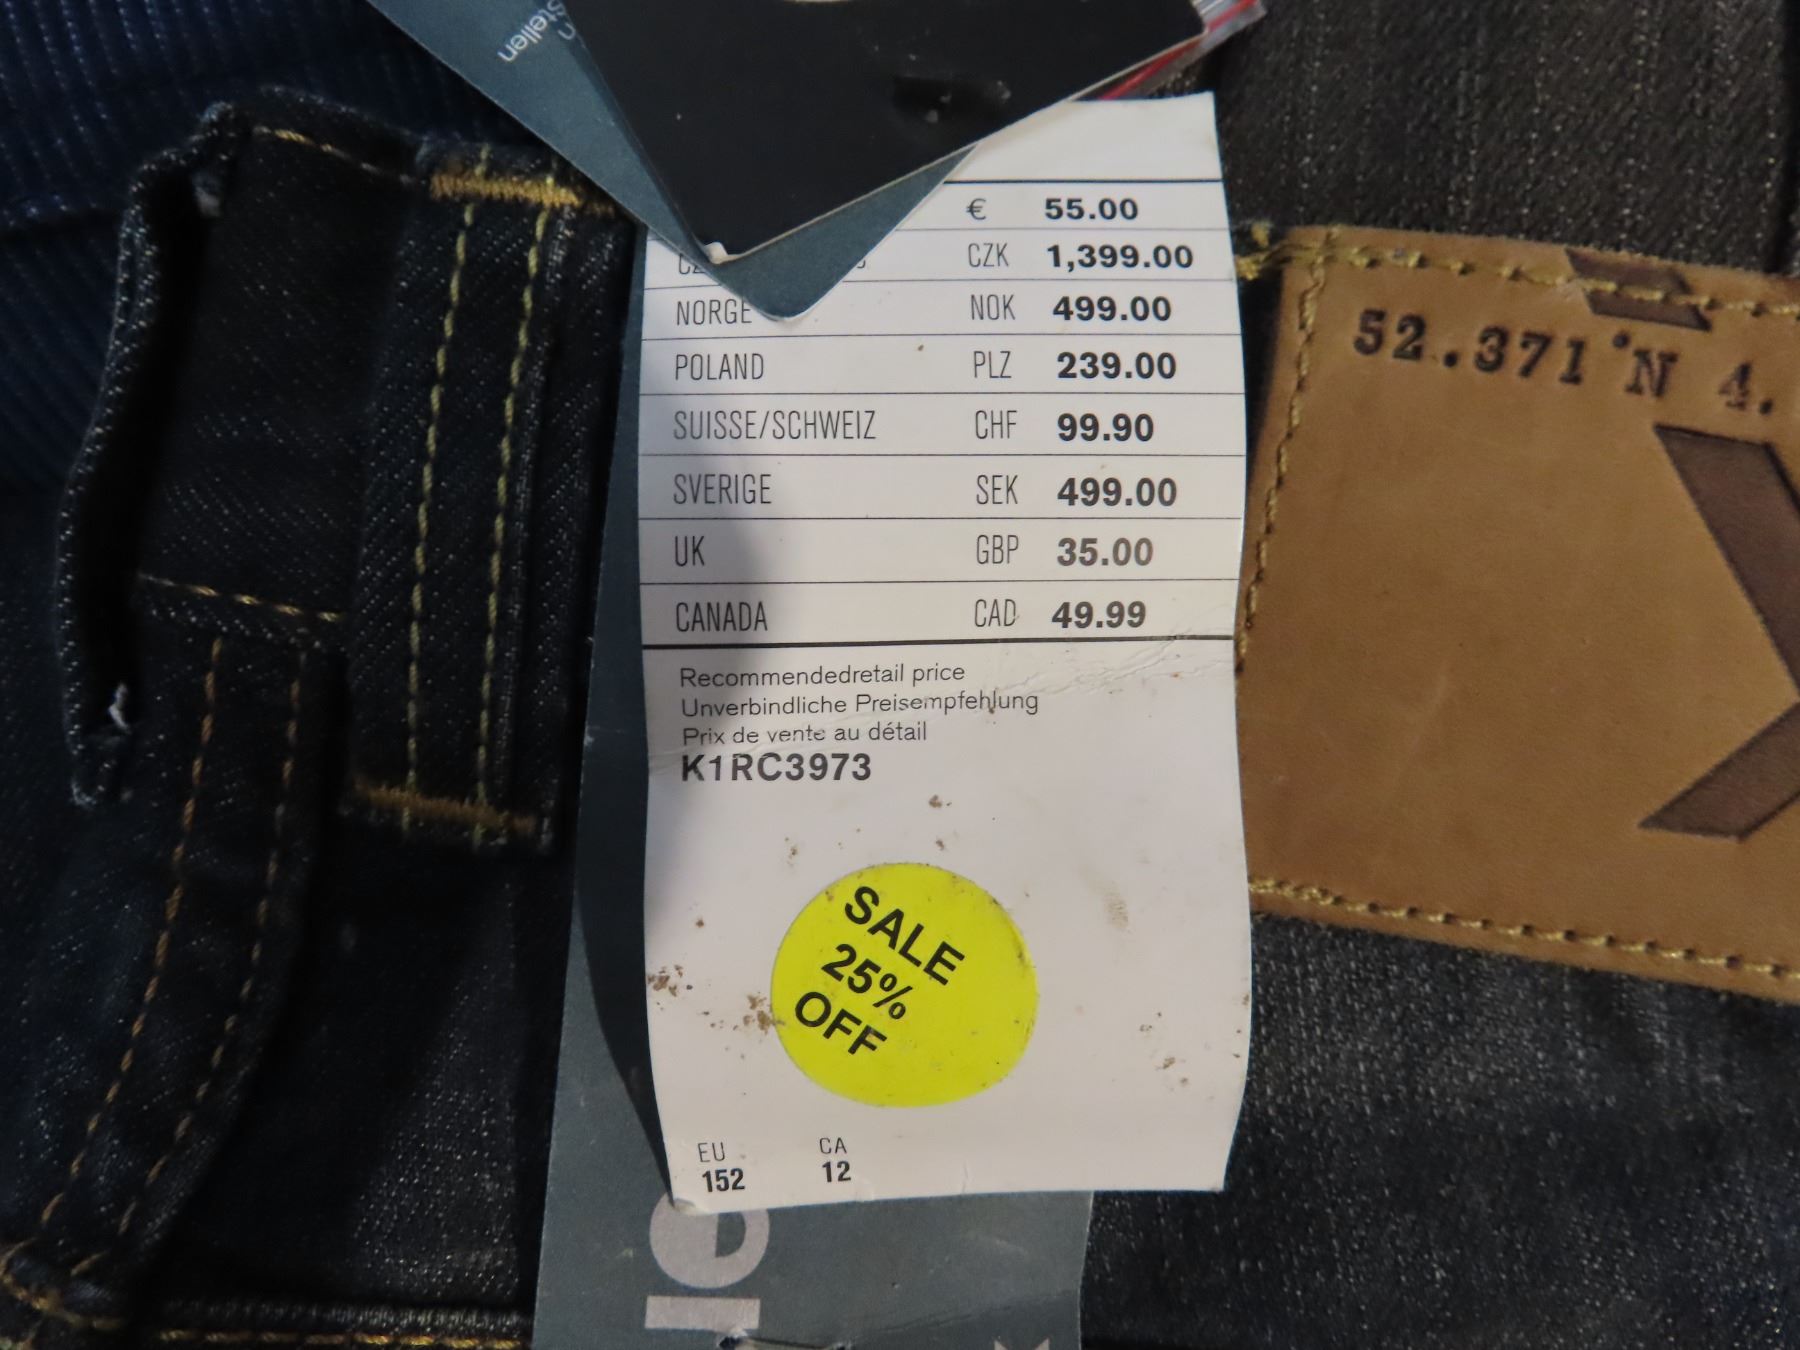 stellen
€ 55.00
CZK 1,399.00
NORGE NOK 499.00
POLAND PLZ 239.00
SUISSE/SCHWEIZ CHF 99.90
SVERIGE SEK 499.00
UK GBP 35.00
CANADA CAD 49.99
Recommendedretail price
Unverbindliche Preisempfehlung
Prix de vente au détail
K1RC3973
SALE
25%
OFF
EU CA
152 12
52.371°N 4.